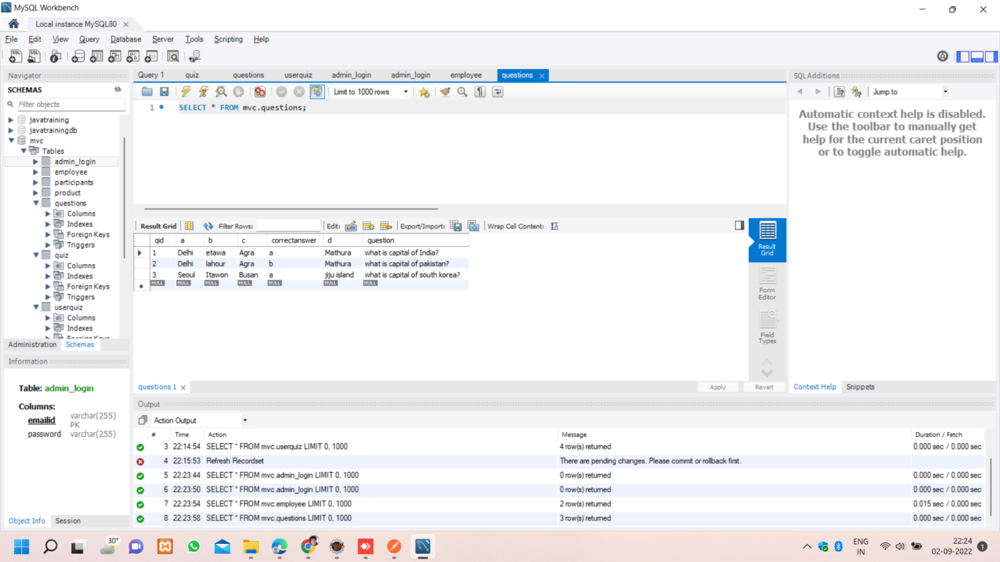 MySQL Workbench
Local instance MySQL80
File Edit View Query Database Server Tools Scripting Help
Navigator
SCHEMAS
Filter objects
javatraining
javatrainingdb
mvc
Tables
admin_login
employee
participants
product
questions
Columns
Indexes
Foreign Keys
Triggers
quiz
Columns
Indexes
Foreign Keys
Triggers
userquiz
Columns
Indexes
Foreign Keys
Administration Schemas
Information
Table: admin_login
Columns:
emailid varchar(255) PK
password varchar(255)
Object Info Session
Query 1 quiz questions userquiz admin_login admin_login employee questions
Limit to 1000 rows
1 SELECT * FROM mvc.questions;
Result Grid Filter Rows: Edit: Export/Import: Wrap Cell Content:
qid a b c correctanswer d question
1 Delhi etawa Agra a Mathura what is capital of India?
2 Delhi lahour Agra b Mathura what is capital of pakistan?
3 Seoul Itawon Busan a jiju island what is capital of south korea?
NULL NULL NULL NULL NULL NULL NULL
Result Grid
Form Editor
Field Types
questions 1 Apply Revert
SQLAdditions
Jump to
Automatic context help is disabled.
Use the toolbar to manually get
help for the current caret position
or to toggle automatic help.
Context Help Snippets
Output
Action Output
# Time Action Message Duration / Fetch
3 22:14:54 SELECT * FROM mvc.userquiz LIMIT 0, 1000 4 row(s) returned 0.000 sec / 0.000 sec
4 22:15:53 Refresh Recordset There are pending changes. Please commit or rollback first.
5 22:23:44 SELECT * FROM mvc.admin_login LIMIT 0, 1000 0 row(s) returned 0.000 sec / 0.000 sec
6 22:23:50 SELECT * FROM mvc.admin_login LIMIT 0, 1000 0 row(s) returned 0.000 sec / 0.000 sec
7 22:23:54 SELECT * FROM mvc.employee LIMIT 0, 1000 2 row(s) returned 0.015 sec / 0.000 sec
8 22:23:58 SELECT * FROM mvc.questions LIMIT 0, 1000 3 row(s) returned 0.000 sec / 0.000 sec
30°
ENG
IN
22:24
02-09-2022
1